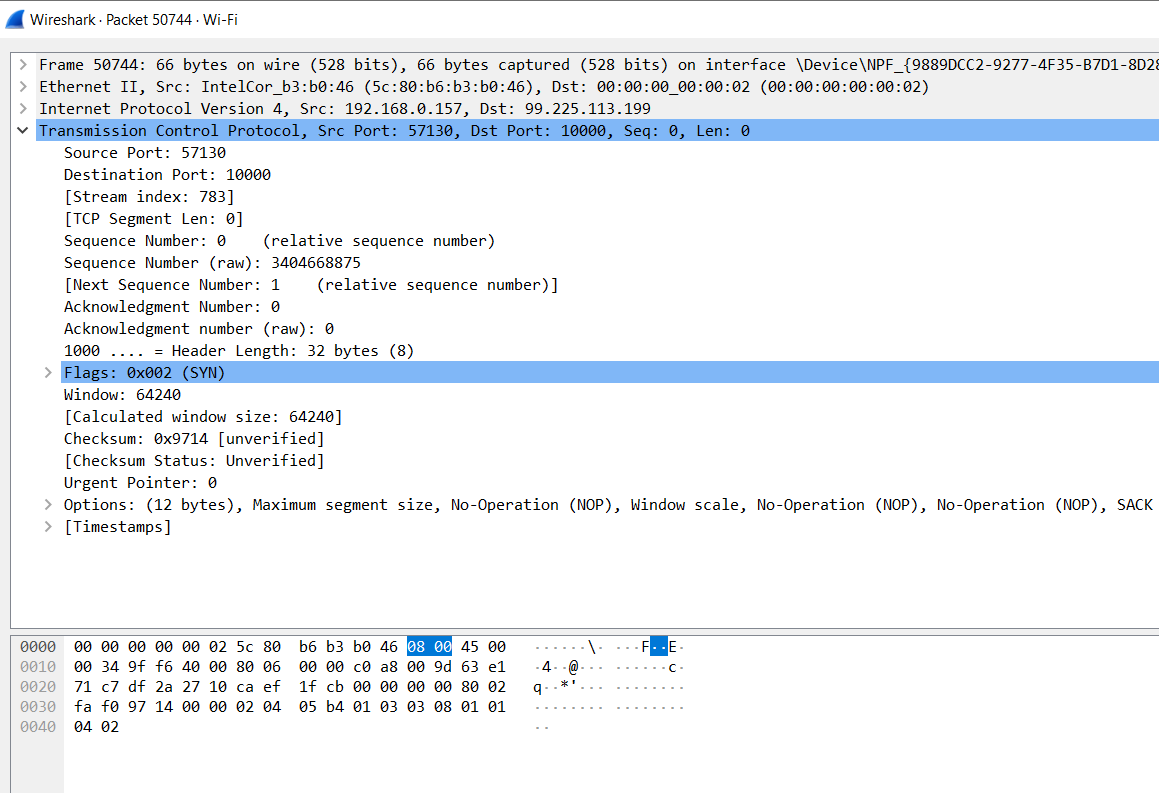 Wireshark · Packet 50744 · Wi-Fi
Frame 50744: 66 bytes on wire (528 bits), 66 bytes captured (528 bits) on interface \Device\NPF_{9889DCC2-9277-4F35-B7D1-8D28
Ethernet II, Src: IntelCor_b3:b0:46 (5c:80:b6:b3:b0:46), Dst: 00:00:00_00:00:02 (00:00:00:00:00:02)
Internet Protocol Version 4, Src: 192.168.0.157, Dst: 99.225.113.199
Transmission Control Protocol, Src Port: 57130, Dst Port: 10000, Seq: 0, Len: 0
Source Port: 57130
Destination Port: 10000
[Stream index: 783]
[TCP Segment Len: 0]
Sequence Number: 0    (relative sequence number)
Sequence Number (raw): 3404668875
[Next Sequence Number: 1    (relative sequence number)]
Acknowledgment Number: 0
Acknowledgment number (raw): 0
1000 .... = Header Length: 32 bytes (8)
Flags: 0x002 (SYN)
Window: 64240
[Calculated window size: 64240]
Checksum: 0x9714 [unverified]
[Checksum Status: Unverified]
Urgent Pointer: 0
Options: (12 bytes), Maximum segment size, No-Operation (NOP), Window scale, No-Operation (NOP), No-Operation (NOP), SACK
[Timestamps]
0000  00 00 00 00 00 02 5c 80  b6 b3 b0 46 08 00 45 00  ······\· ···F··E·
0010  00 34 9f f6 40 00 80 06  00 00 c0 a8 00 9d 63 e1  ·4··@··· ······c·
0020  71 c7 df 2a 27 10 ca ef  1f cb 00 00 00 00 80 02  q··*'··· ········
0030  fa f0 97 14 00 00 02 04  05 b4 01 03 03 08 01 01  ········ ········
0040  04 02  ··